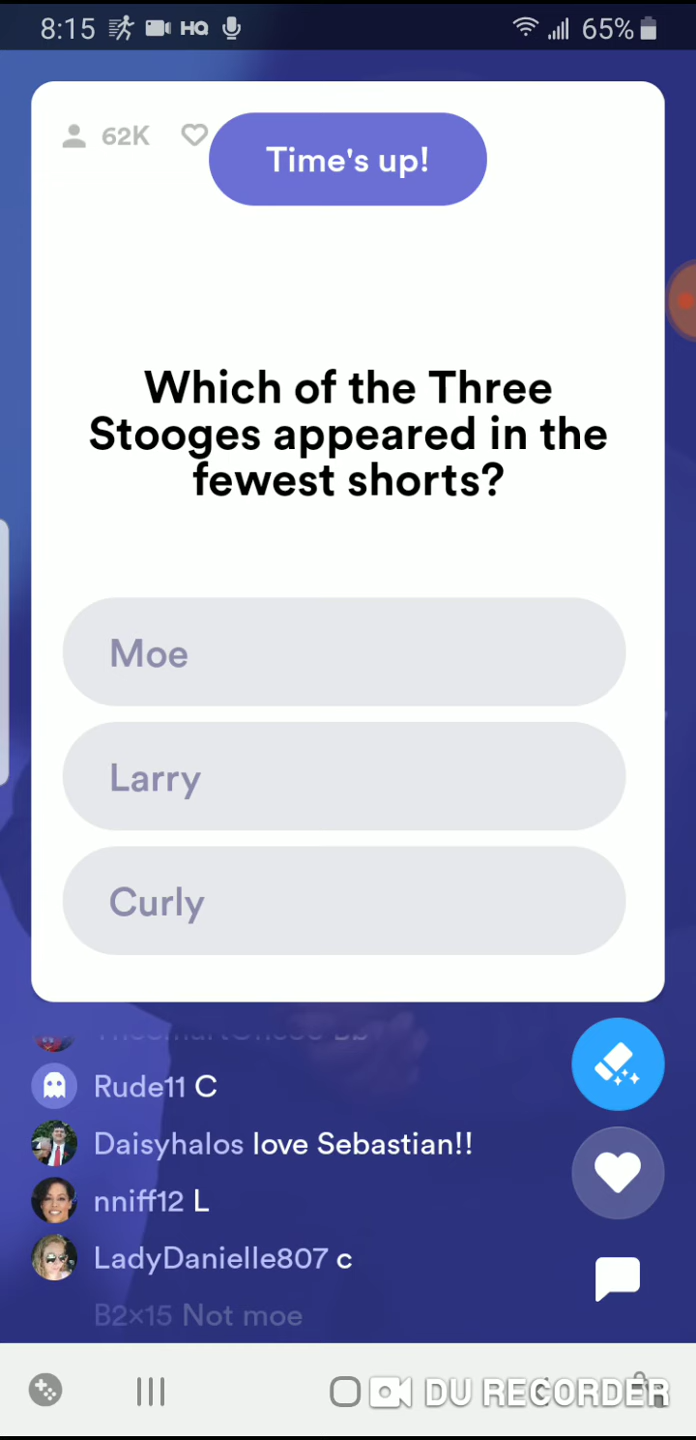 8:15 HQ 65%
62K
Time's up!
Which of the Three
Stooges appeared in the
fewest shorts?
Moe
Larry
Curly
Rude11 C
Daisyhalos love Sebastian!!
nniff12 L
LadyDanielle807 c
B2x15 Not moe
DU RECORDER